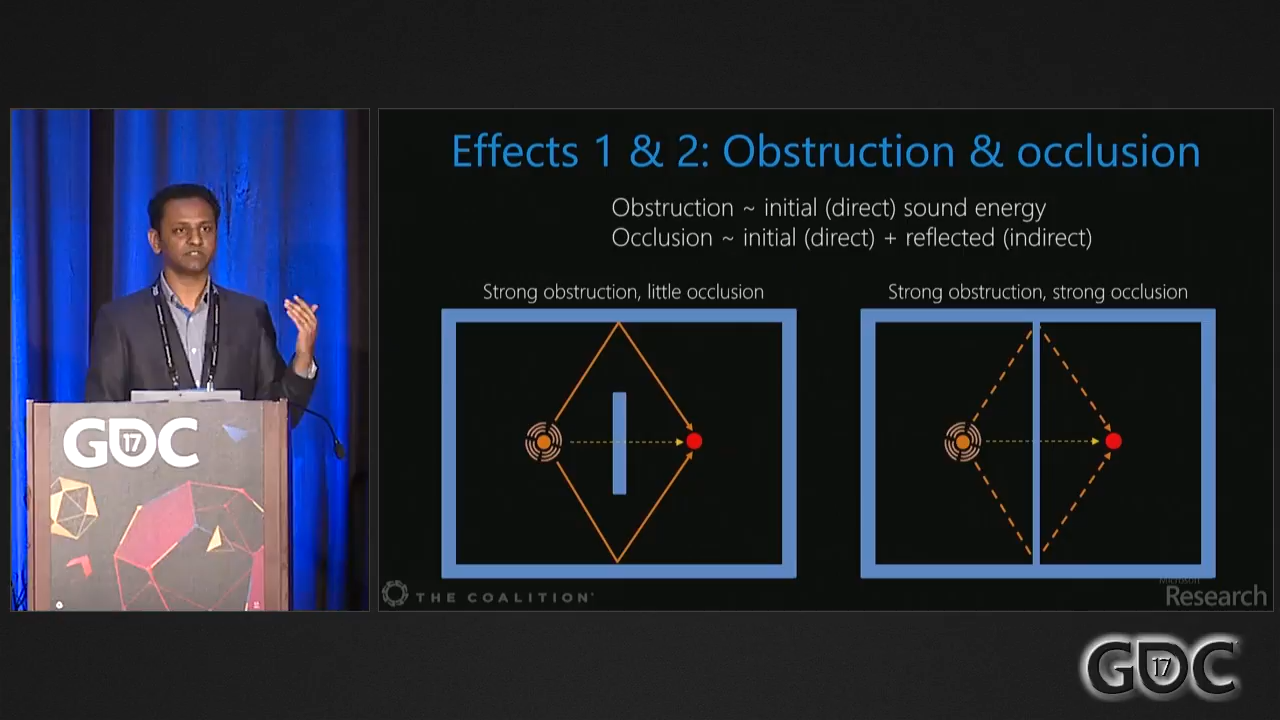 Effects 1 & 2: Obstruction & occlusion
Obstruction ~ initial (direct) sound energy
Occlusion ~ initial (direct) + reflected (indirect)
Strong obstruction, little occlusion
Strong obstruction, strong occlusion
GDC
17
THE COALITION
Microsoft
Research
GDC
17